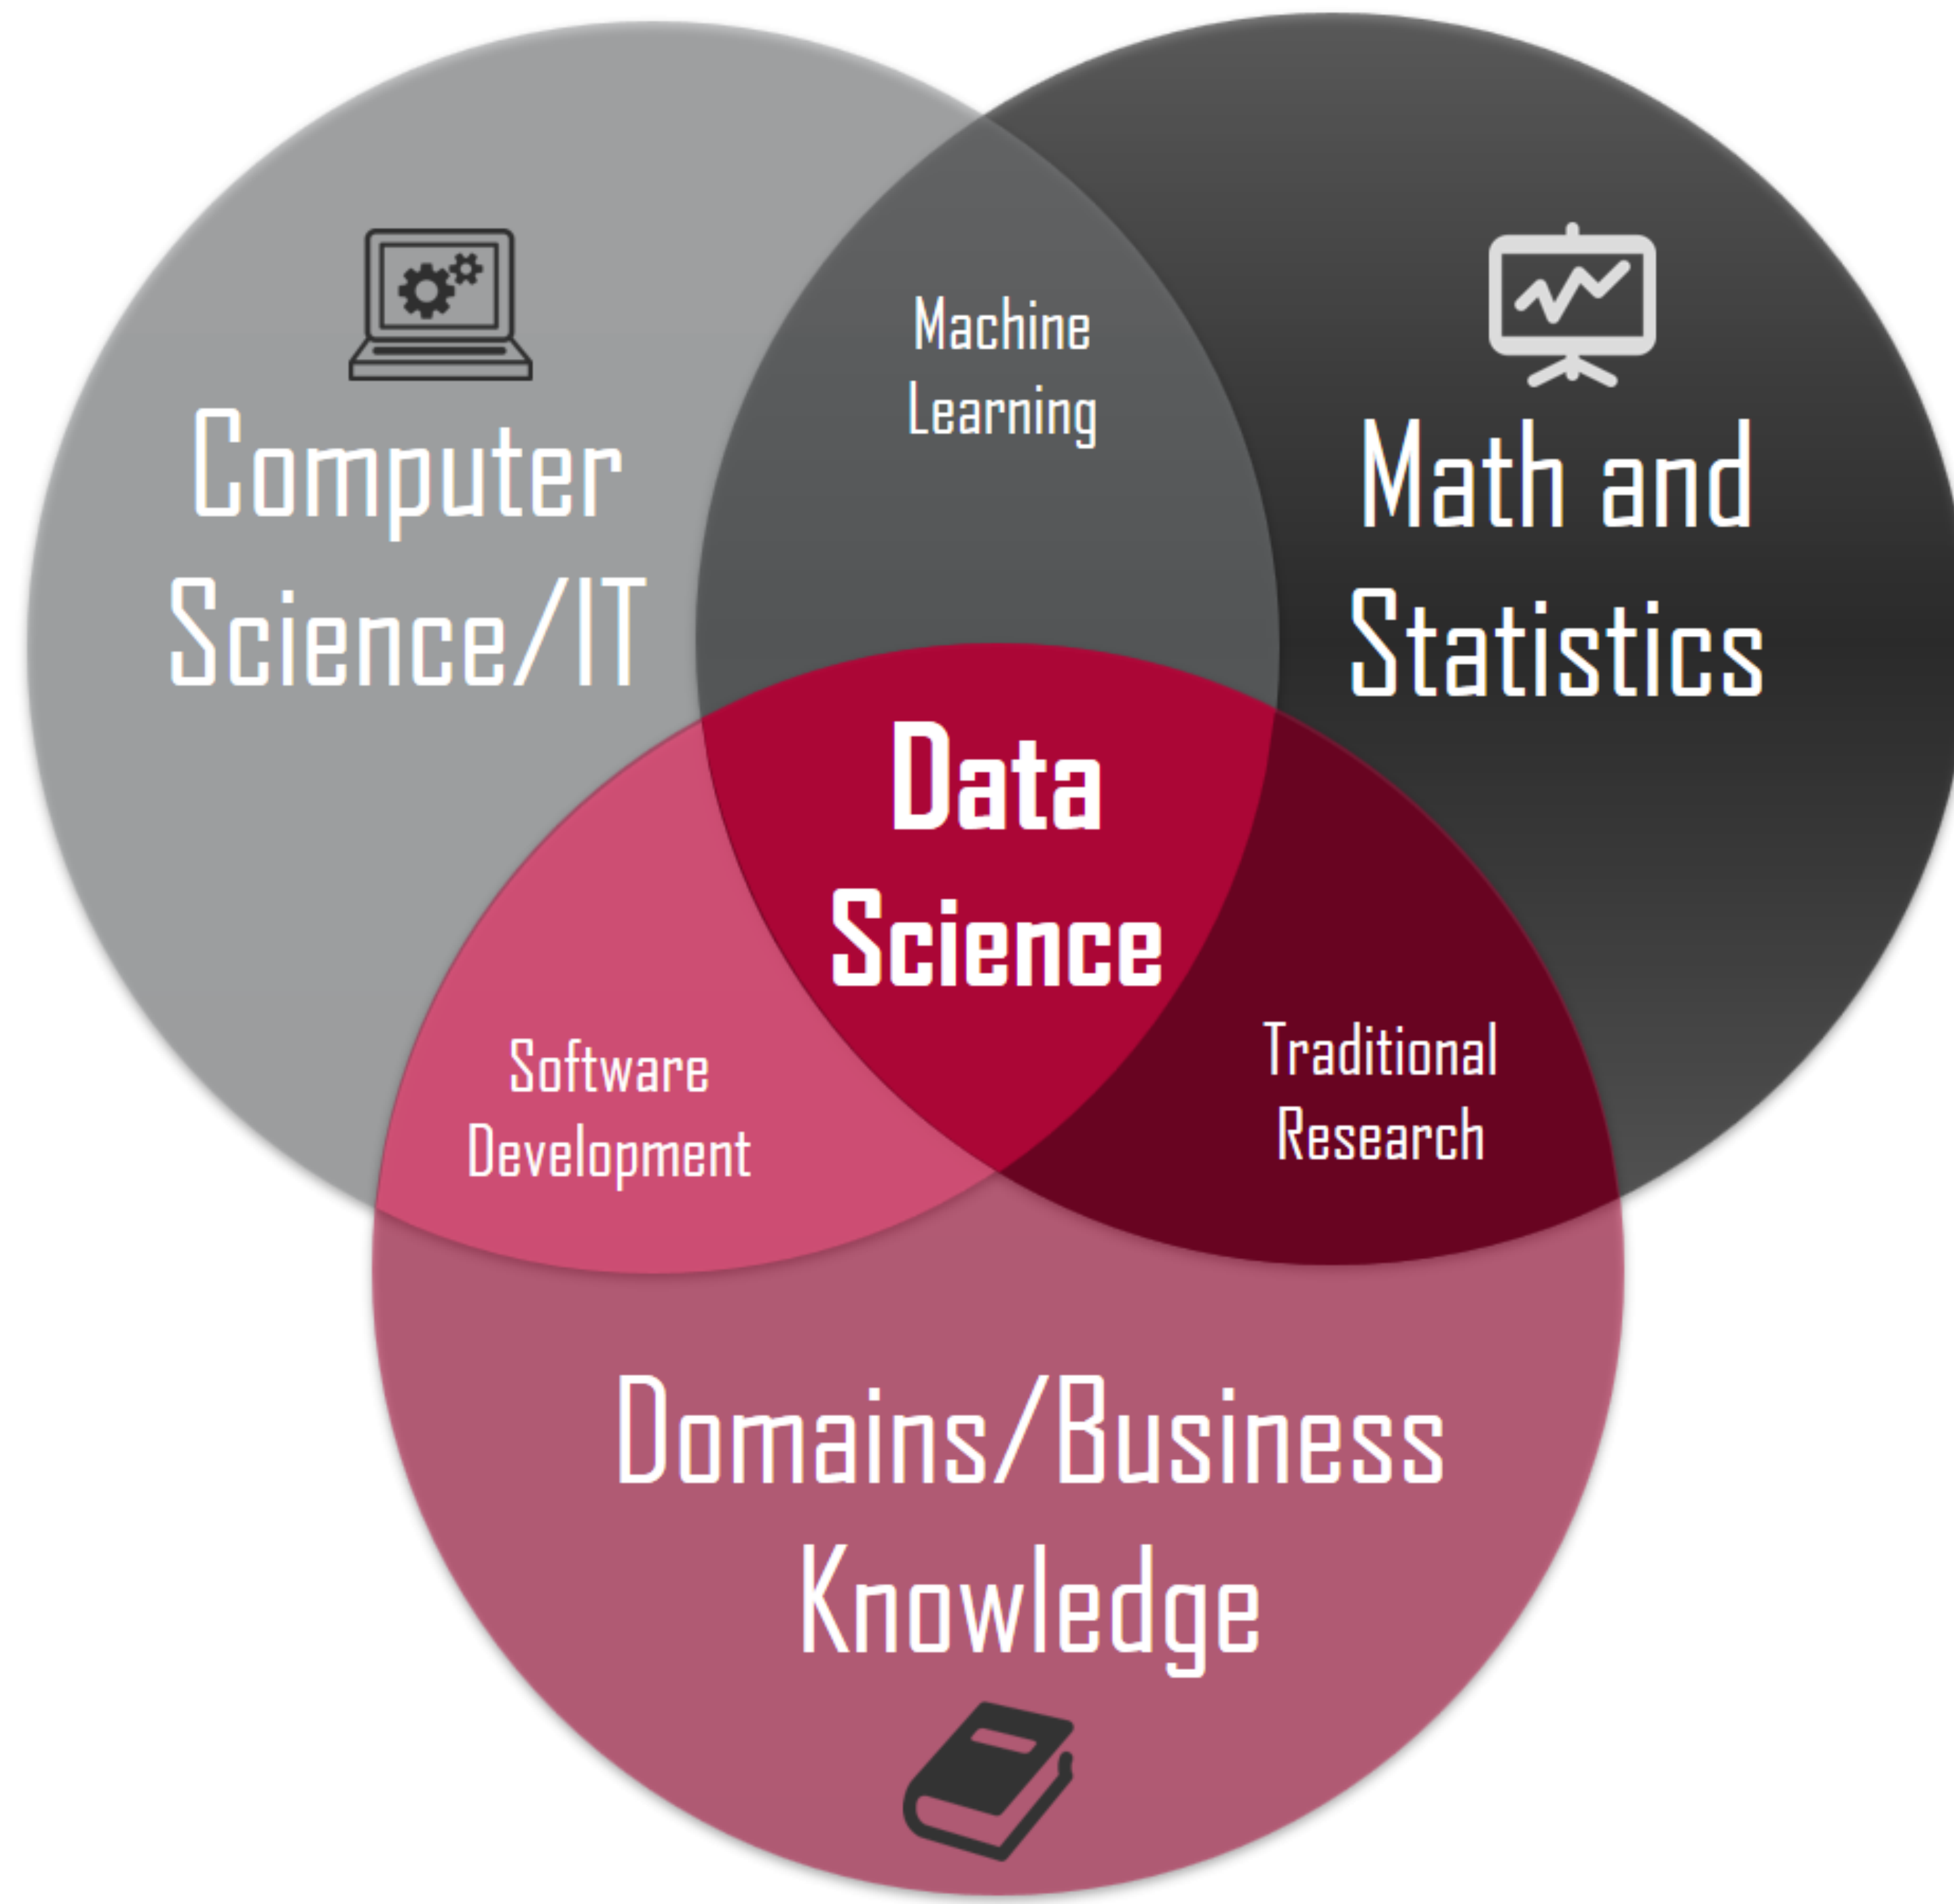 Machine
Learning
Computer
Science/IT
Math and
Statistics
Data
Science
Software
Development
Traditional
Research
Domains/Business
Knowledge